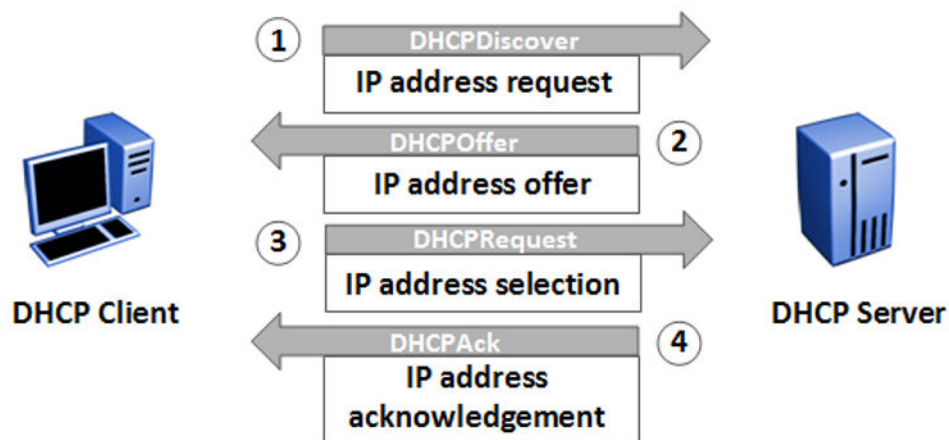 1
DHCPDiscover
IP address request
DHCPOffer
2
IP address offer
3
DHCPRequest
IP address selection
DHCP Client
DHCP Server
DHCPAck
4
IP address
acknowledgement